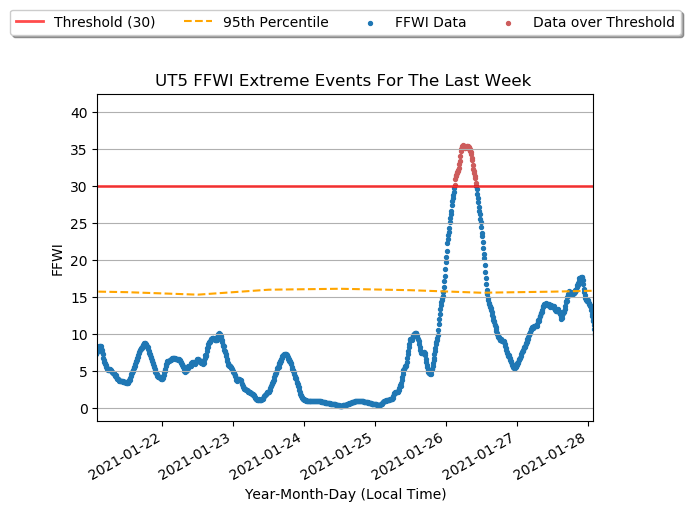 Threshold (30) 95th Percentile FFWI Data Data over Threshold
UT5 FFWI Extreme Events For The Last Week
FFWI
40
35
30
25
20
15
10
5
0
2021-01-22 2021-01-23 2021-01-24 2021-01-25 2021-01-26 2021-01-27 2021-01-28
Year-Month-Day (Local Time)